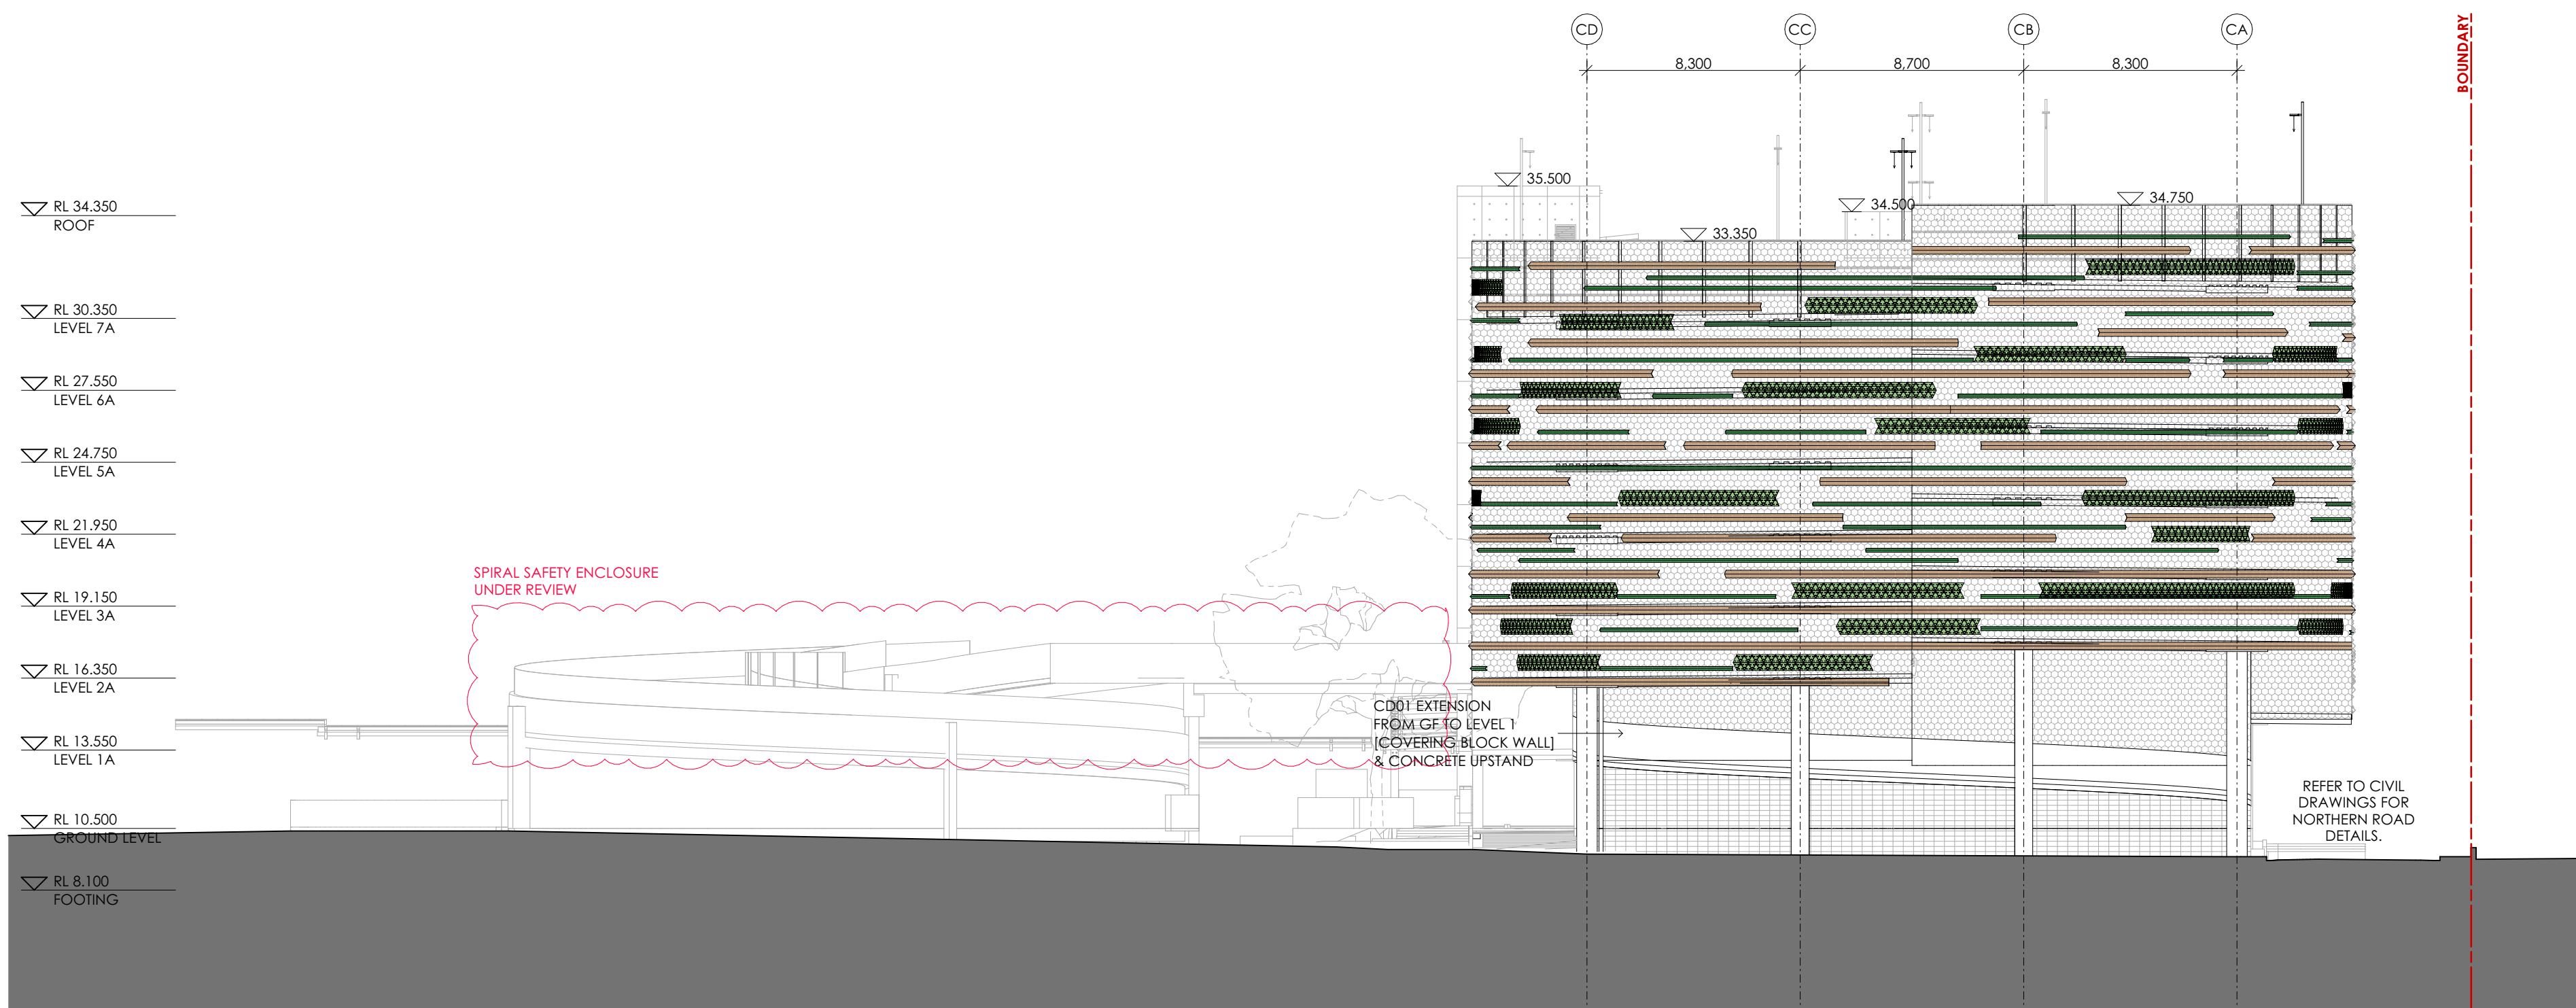 CD
CC
CB
CA
BOUNDARY
8,300
8,700
8,300
35.500
34.500
34.750
33.350
RL 34.350
ROOF
RL 30.350
LEVEL 7A
RL 27.550
LEVEL 6A
RL 24.750
LEVEL 5A
RL 21.950
LEVEL 4A
RL 19.150
LEVEL 3A
RL 16.350
LEVEL 2A
RL 13.550
LEVEL 1A
RL 10.500
GROUND LEVEL
RL 8.100
FOOTING
SPIRAL SAFETY ENCLOSURE
UNDER REVIEW
CD01 EXTENSION
FROM GF TO LEVEL 1
[COVERING BLOCK WALL]
& CONCRETE UPSTAND
REFER TO CIVIL
DRAWINGS FOR
NORTHERN ROAD
DETAILS.